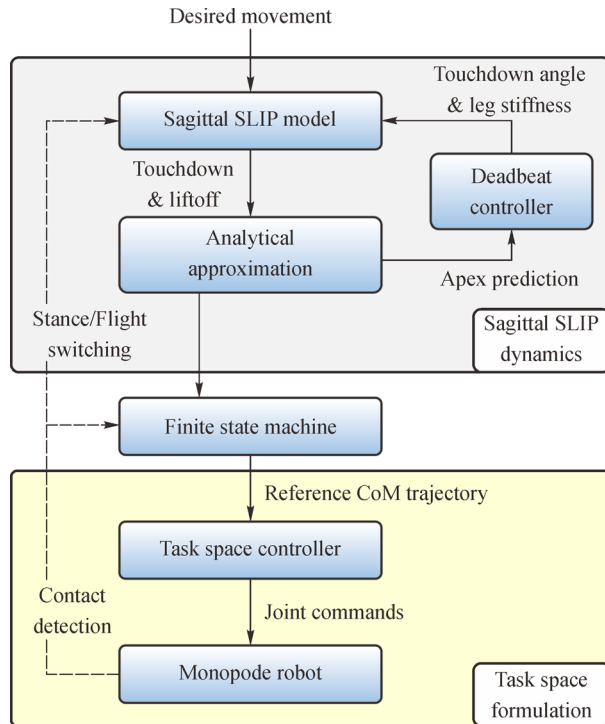 Desired movement
Touchdown angle
& leg stiffness
Sagittal SLIP model
Touchdown
& liftoff
Deadbeat
controller
Analytical
approximation
Apex prediction
Stance/Flight
switching
Sagittal SLIP
dynamics
Finite state machine
Reference CoM trajectory
Task space controller
Contact
detection
Joint commands
Monopode robot
Task space
formulation